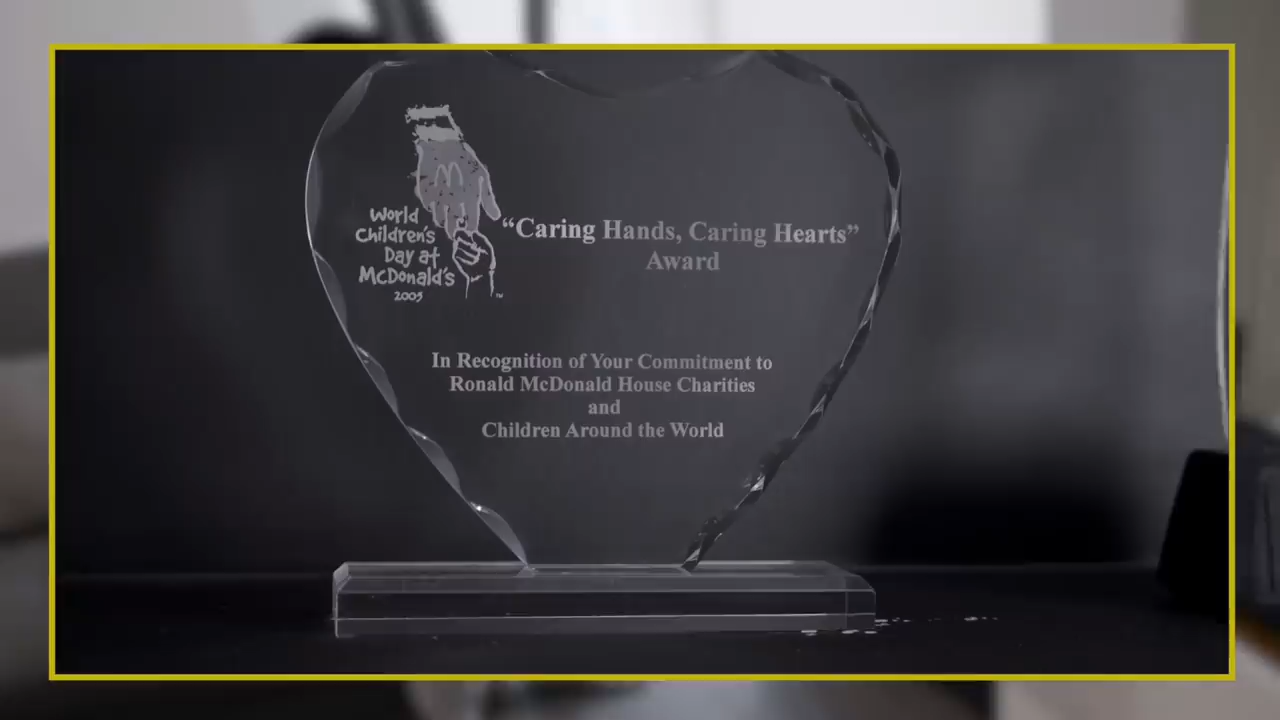 World
Children's
Day at
McDonald's
2005
TM
"Caring Hands, Caring Hearts"
Award
In Recognition of Your Commitment to
Ronald McDonald House Charities
and
Children Around the World